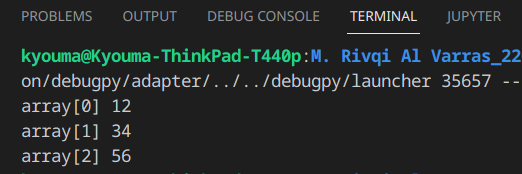 PROBLEMS OUTPUT DEBUG CONSOLE TERMINAL JUPYTER
kyouma@Kyouma-ThinkPad-T440p:M. Rivqi Al Varras_22
on/debugpy/adapter/../../debugpy/launcher 35657 --
array[0] 12
array[1] 34
array[2] 56